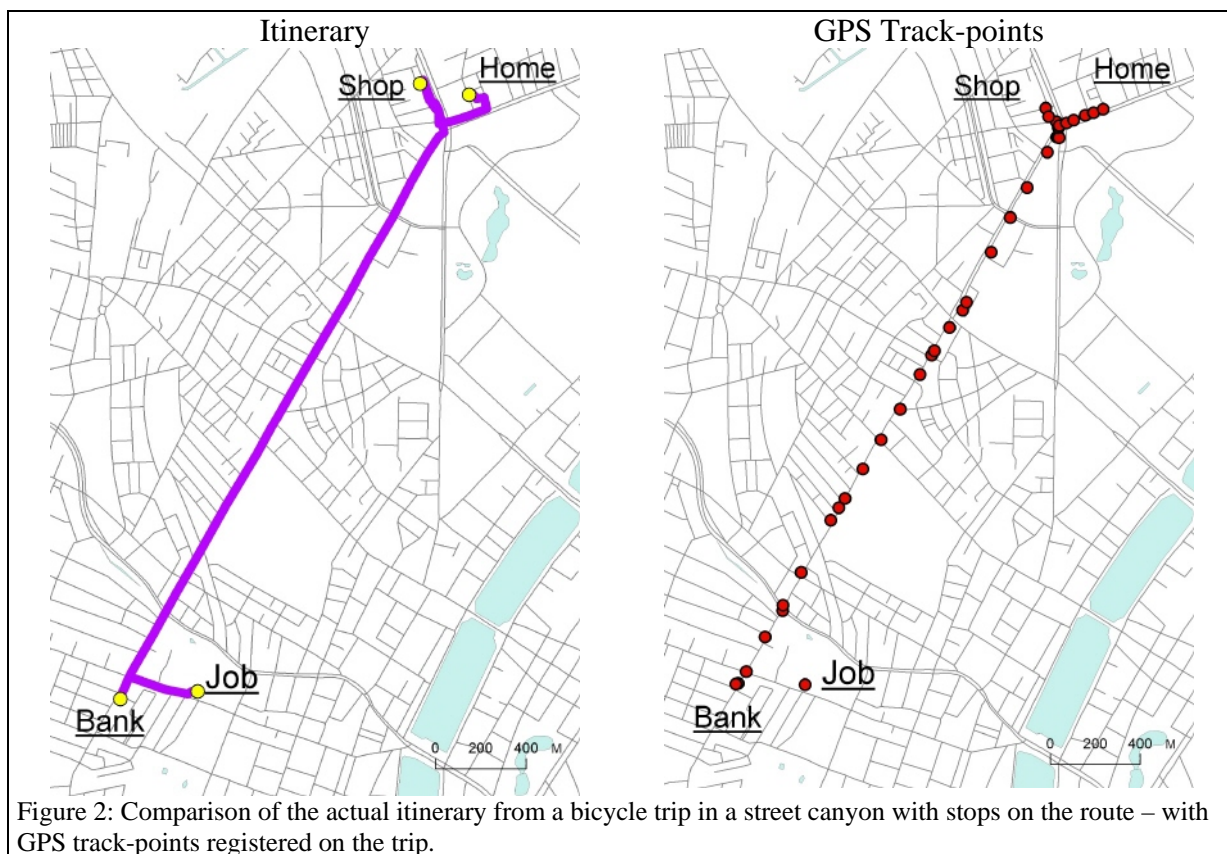 Itinerary
GPS Track-points
Shop
Home
Job
Bank
0 200 400 M
Shop
Home
Job
Bank
0 200 400 M
Figure 2: Comparison of the actual itinerary from a bicycle trip in a street canyon with stops on the route – with
GPS track-points registered on the trip.